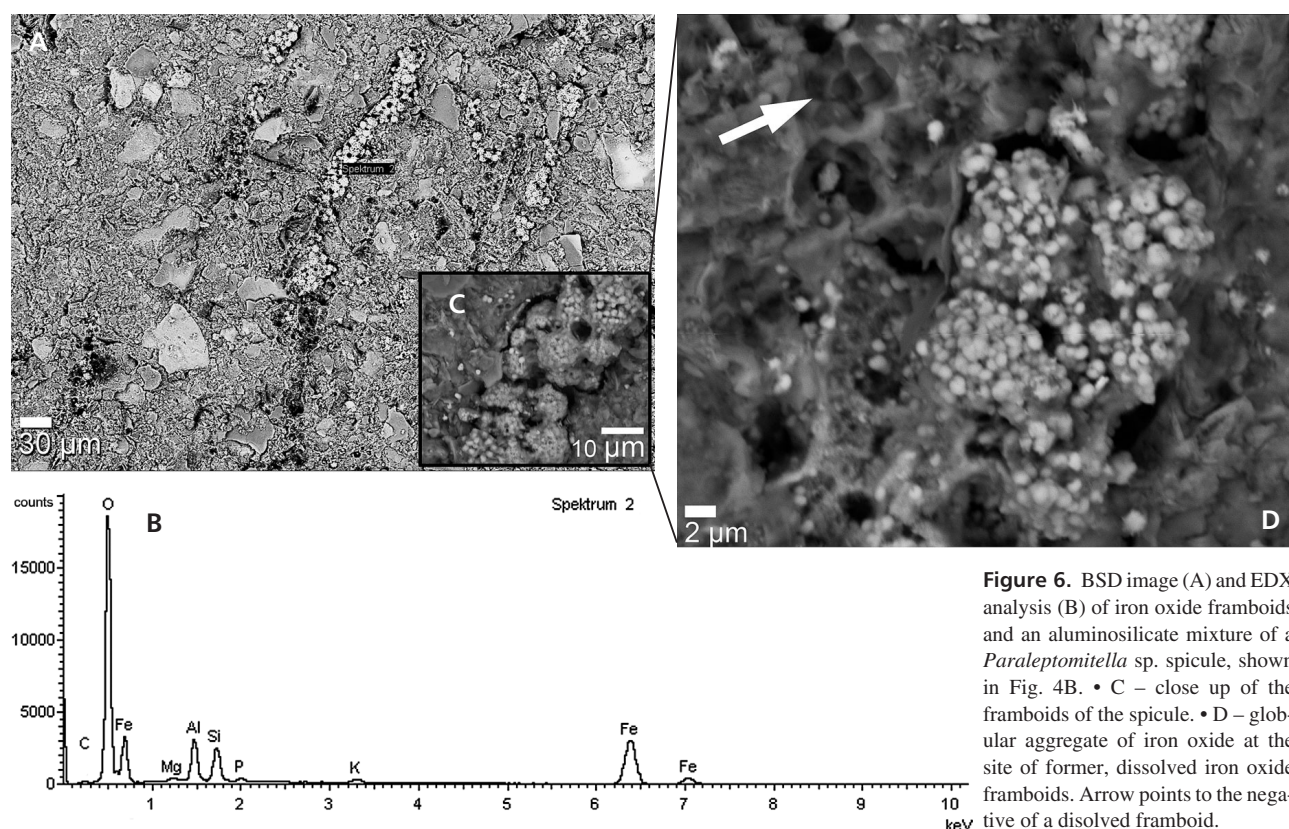 A
Spektrum 2
30 µm
C
10 µm
D
2 µm
counts
Spektrum 2
B
O
15000
10000
5000
0
C
Fe
Mg
Al
Si
P
K
Fe
Fe
1 2 3 4 5 6 7 8 9 10
keV
Figure 6. BSD image (A) and EDX
analysis (B) of iron oxide framboids
and an aluminosilicate mixture of a
Paraleptomitella sp. spicule, shown
in Fig. 4B. • C – close up of the
framboids of the spicule. • D – glob-
ular aggregate of iron oxide at the
site of former, dissolved iron oxide
framboids. Arrow points to the nega-
tive of a disolved framboid.